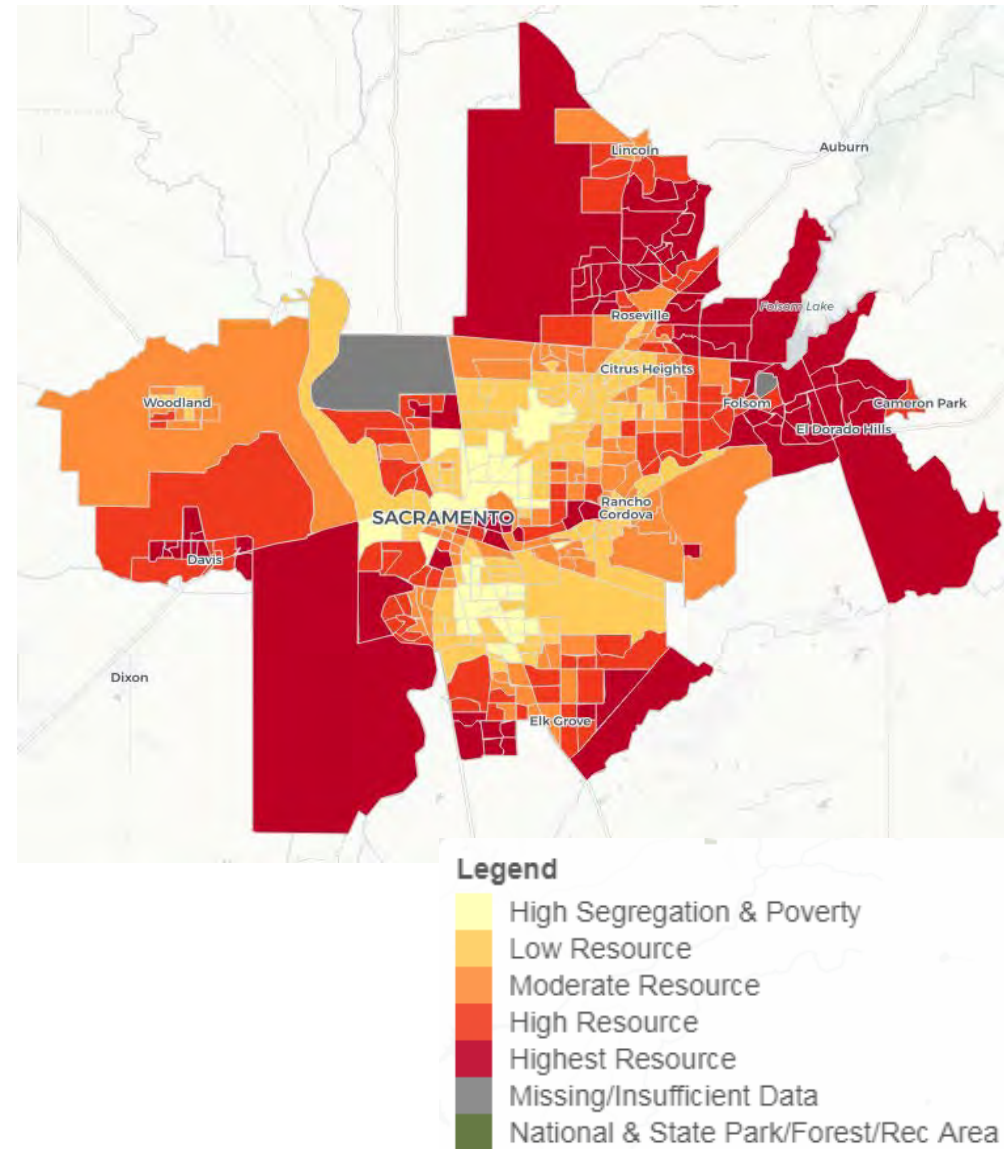 Lincoln
Auburn
Folsom Lake
Roseville
Citrus Heights
Woodland
Folsom
Cameron Park
El Dorado Hills
Rancho
Cordova
SACRAMENTO
Davis
Dixon
Elk Grove
Legend
High Segregation & Poverty
Low Resource
Moderate Resource
High Resource
Highest Resource
Missing/Insufficient Data
National & State Park/Forest/Rec Area